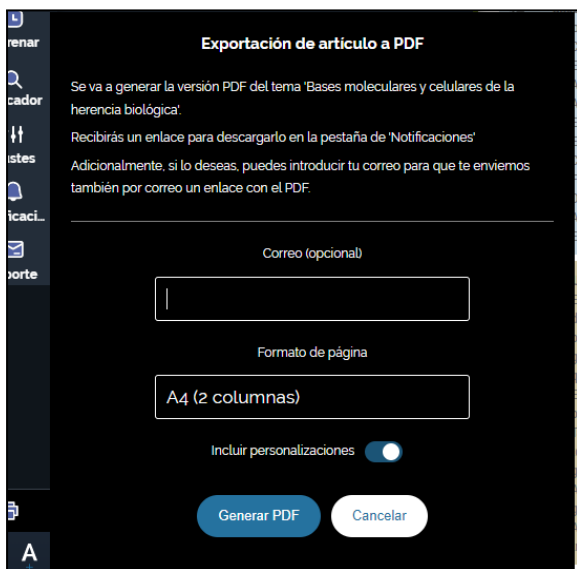 Exportación de artículo a PDF
Se va a generar la versión PDF del tema 'Bases moleculares y celulares de la
herencia biológica'.
Recibirás un enlace para descargarlo en la pestaña de 'Notificaciones'
Adicionalmente, si lo deseas, puedes introducir tu correo para que te enviemos
también por correo un enlace con el PDF.
Correo (opcional)
Formato de página
A4 (2 columnas)
Incluir personalizaciones
Generar PDF
Cancelar
renar
cador
stes
icaci...
porte
A